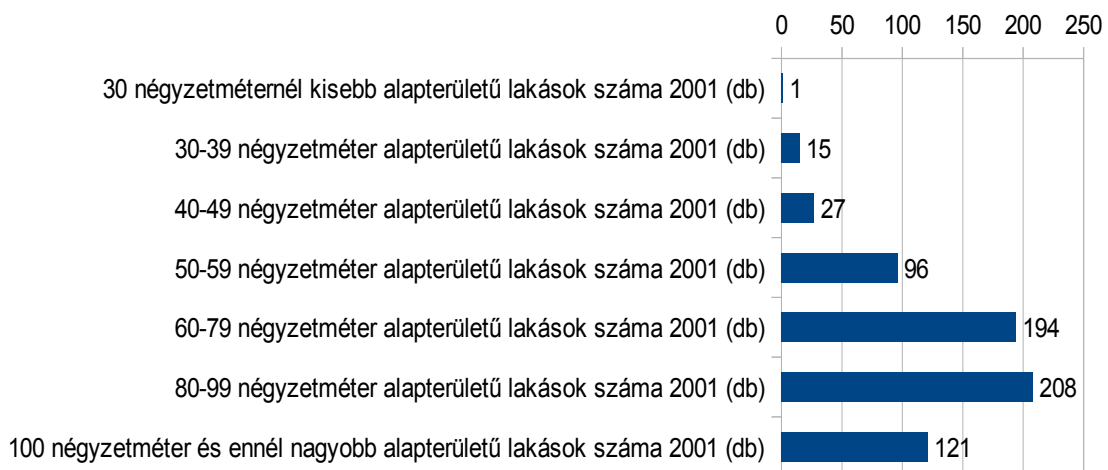 0 50 100 150 200 250
30 négyzetméternél kisebb alapterületű lakások száma 2001 (db) 1
30-39 négyzetméter alapterületű lakások száma 2001 (db) 15
40-49 négyzetméter alapterületű lakások száma 2001 (db) 27
50-59 négyzetméter alapterületű lakások száma 2001 (db) 96
60-79 négyzetméter alapterületű lakások száma 2001 (db) 194
80-99 négyzetméter alapterületű lakások száma 2001 (db) 208
100 négyzetméter és ennél nagyobb alapterületű lakások száma 2001 (db) 121